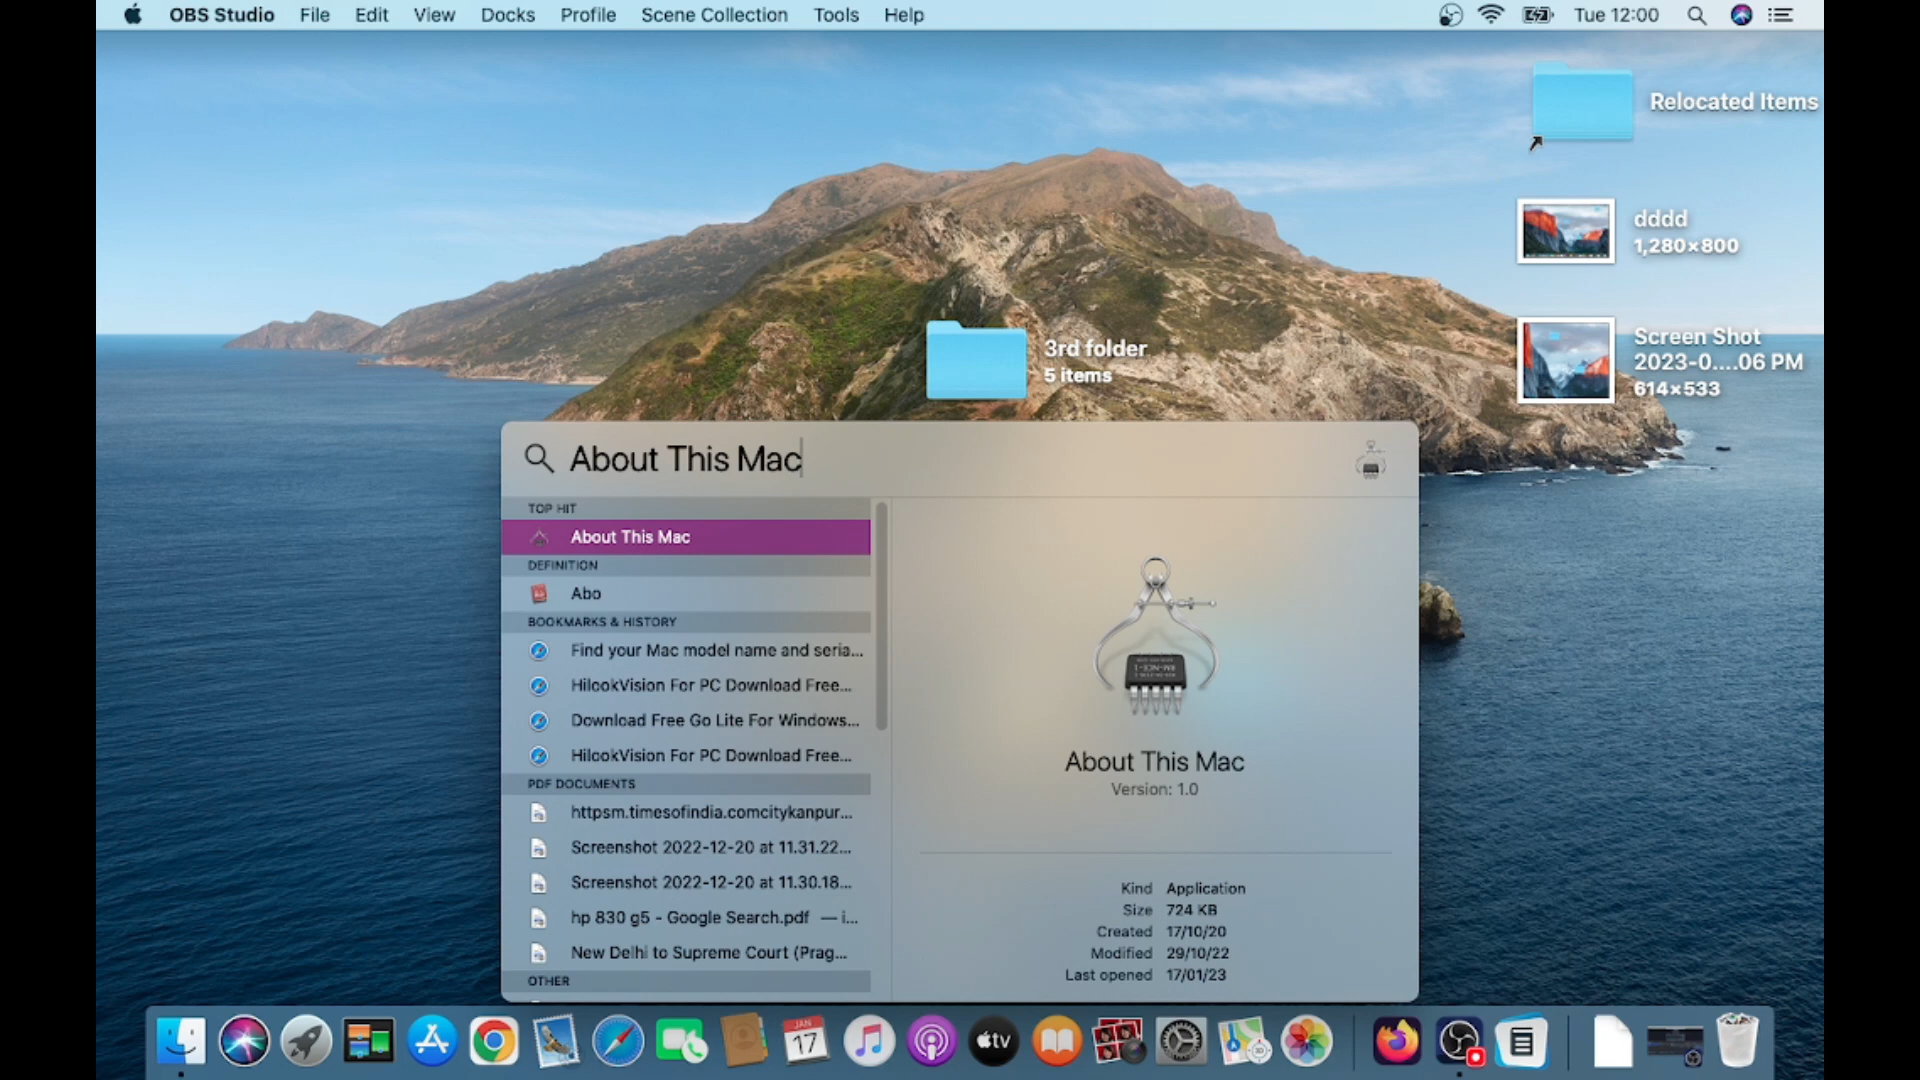 OBS Studio File Edit View Docks Profile Scene Collection Tools Help Tue 12:00
Relocated Items
dddd
1,280×800
Screen Shot
2023-0....06 PM
614×533
3rd folder
5 items
About This Mac
TOP HIT
About This Mac
DEFINITION
Abo
BOOKMARKS & HISTORY
Find your Mac model name and seria...
HilookVision For PC Download Free...
Download Free Go Lite For Windows...
HilookVision For PC Download Free...
PDF DOCUMENTS
httpsm.timesofindia.comcitykanpur...
Screenshot 2022-12-20 at 11.31.22...
Screenshot 2022-12-20 at 11.30.18...
hp 830 g5 - Google Search.pdf — i...
New Delhi to Supreme Court (Prag...
OTHER
About This Mac
Version: 1.0
Kind Application
Size 724 KB
Created 17/10/20
Modified 29/10/22
Last opened 17/01/23
JAN
17
tv